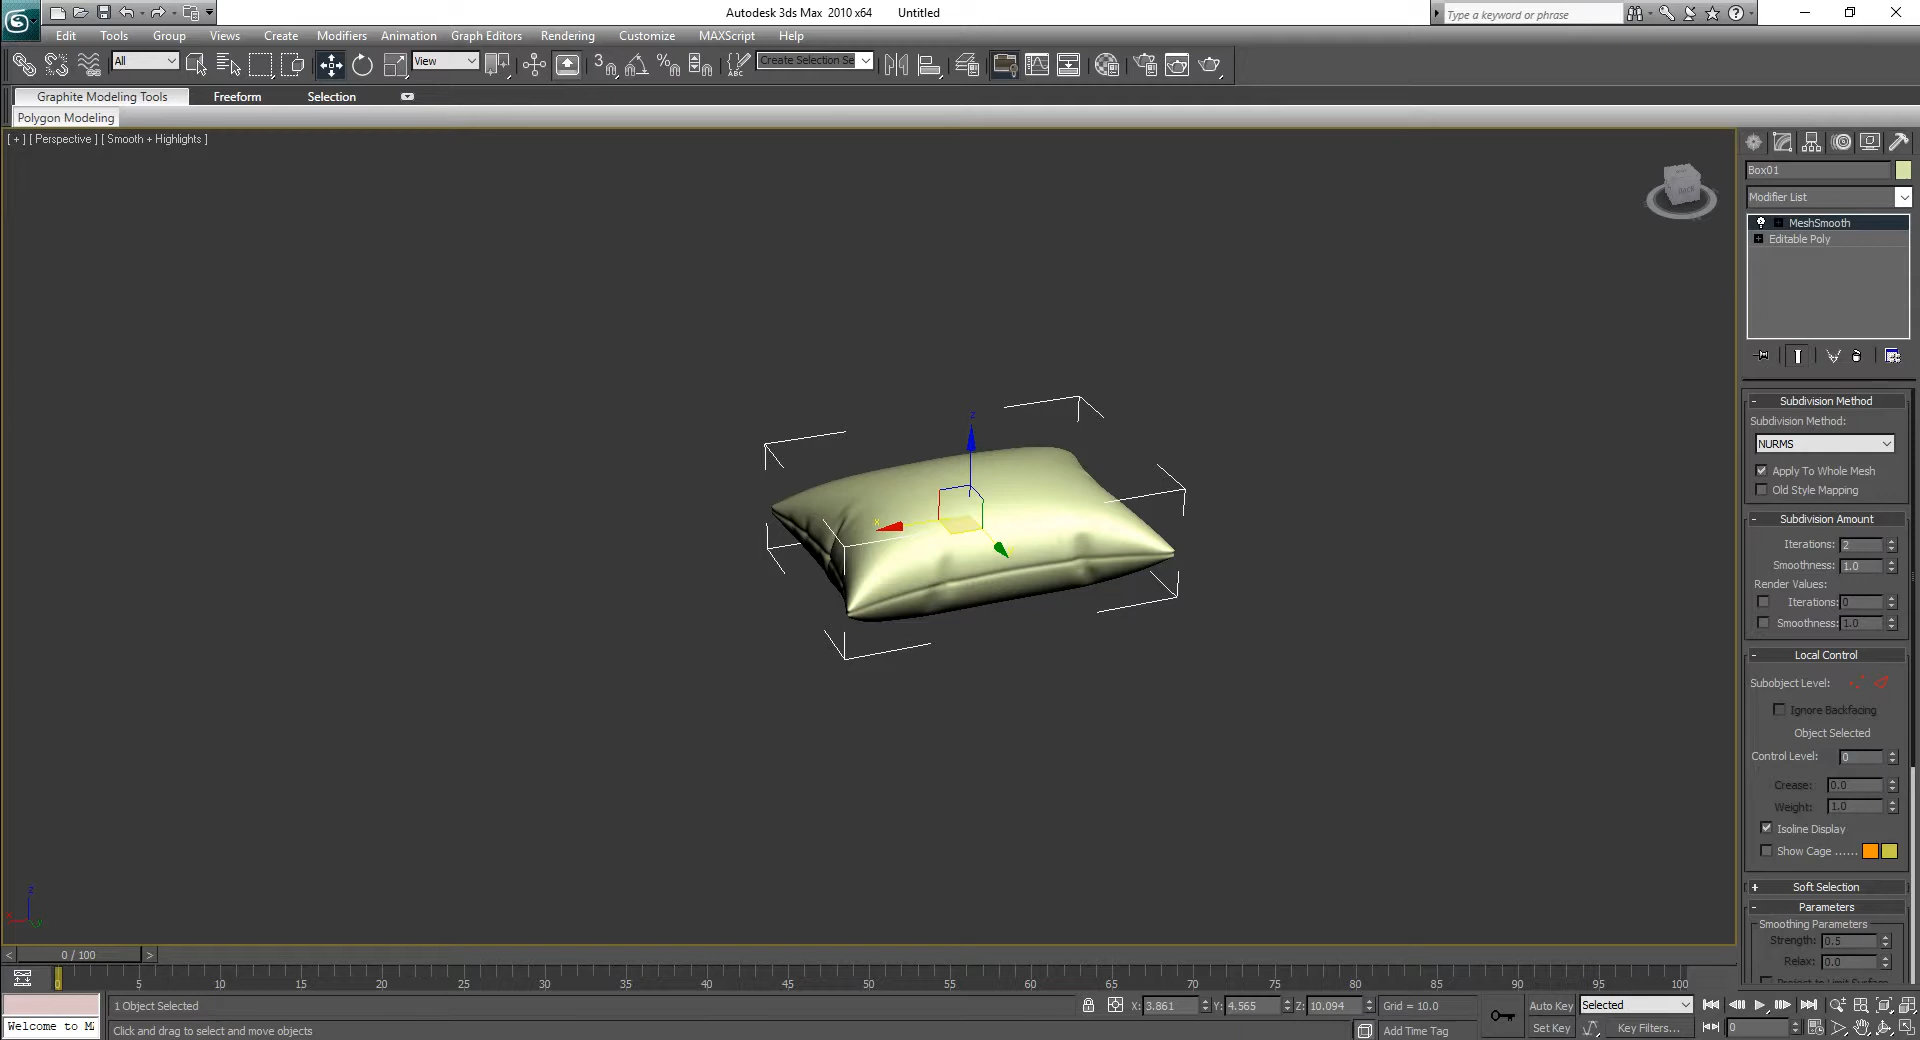 Autodesk 3ds Max 2010 x64 Untitled
Type a keyword or phrase
Edit Tools Group Views Create Modifiers Animation Graph Editors Rendering Customize MAXScript Help
All View Create Selection Se
Graphite Modeling Tools Freeform Selection
Polygon Modeling
[ + ] [ Perspective ] [ Smooth + Highlights ]
Box01
Modifier List
MeshSmooth
Editable Poly
Subdivision Method
Subdivision Method:
NURMS
Apply To Whole Mesh
Old Style Mapping
Subdivision Amount
Iterations: 2
Smoothness: 1.0
Render Values:
Iterations: 0
Smoothness: 1.0
Local Control
Subobject Level:
Ignore Backfacing
Object Selected
Control Level: 0
Crease: 0.0
Weight: 1.0
Isoline Display
Show Cage ......
Soft Selection
Parameters
Smoothing Parameters
Strength: 0.5
Relax: 0.0
z
x
BACK
z
x
y
< 0 / 100 >
0 5 10 15 20 25 30 35 40 45 50 55 60 65 70 75 80 85 90 95 100
1 Object Selected X: 3.861 Y: 4.565 Z: 10.094 Grid = 10.0 Auto Key Selected
Welcome to MA Click and drag to select and move objects Add Time Tag Set Key Key Filters... 0